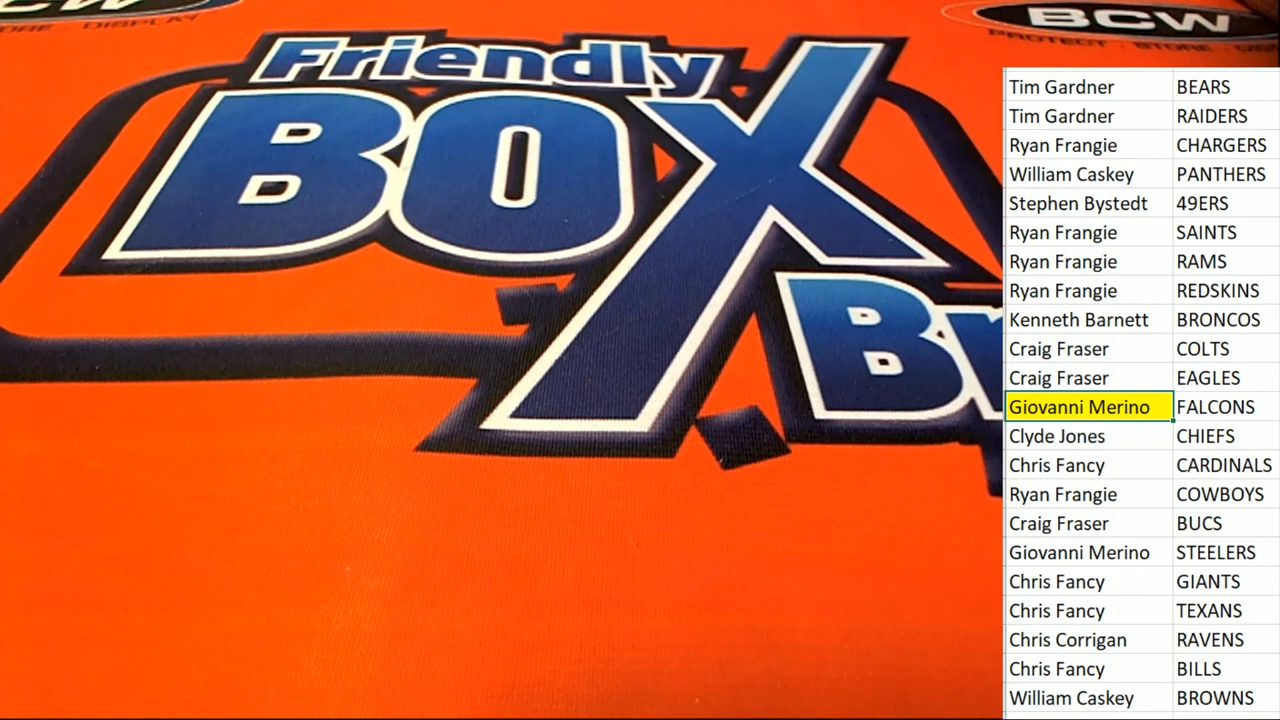 BCW
DISPLAY
BCW
PROTECT STORE
Friendly
BOX
Tim Gardner BEARS
Tim Gardner RAIDERS
Ryan Frangie CHARGERS
William Caskey PANTHERS
Stephen Bystedt 49ERS
Ryan Frangie SAINTS
Ryan Frangie RAMS
Ryan Frangie REDSKINS
Kenneth Barnett BRONCOS
Craig Fraser COLTS
Craig Fraser EAGLES
Giovanni Merino FALCONS
Clyde Jones CHIEFS
Chris Fancy CARDINALS
Ryan Frangie COWBOYS
Craig Fraser BUCS
Giovanni Merino STEELERS
Chris Fancy GIANTS
Chris Fancy TEXANS
Chris Corrigan RAVENS
Chris Fancy BILLS
William Caskey BROWNS